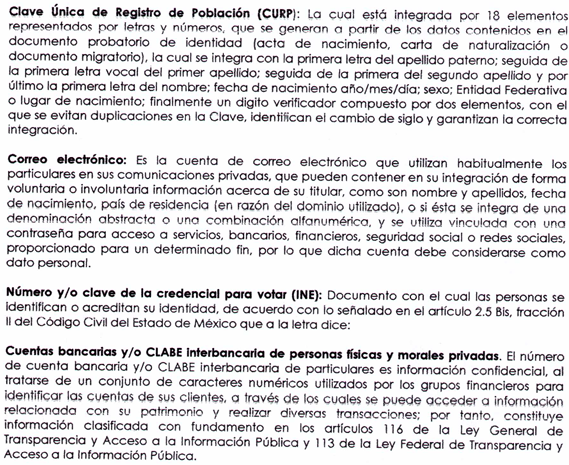 Clave Única de Registro de Población (CURP): La cual está integrada por 18 elementos
representados por letras y números, que se generan a partir de los datos contenidos en el
documento probatorio de identidad (acta de nacimiento, carta de naturalización o
documento migratorio), la cual se integra con la primera letra del apellido paterno; seguida de
la primera letra vocal del primer apellido; seguida de la primera del segundo apellido y por
último la primera letra del nombre; fecha de nacimiento año/mes/día; sexo; Entidad Federativa
o lugar de nacimiento; finalmente un digito verificador compuesto por dos elementos, con el
que se evitan duplicaciones en la Clave, identifican el cambio de siglo y garantizan la correcta
integración.
Correo electrónico: Es la cuenta de correo electrónico que utilizan habitualmente los
particulares en sus comunicaciones privadas, que pueden contener en su integración de forma
voluntaria o involuntaria información acerca de su titular, como son nombre y apellidos, fecha
de nacimiento, país de residencia (en razón del dominio utilizado), o si ésta se integra de una
denominación abstracta o una combinación alfanumérica, y se utiliza vinculada con una
contraseña para acceso a servicios, bancarios, financieros, seguridad social o redes sociales,
proporcionado para un determinado fin, por lo que dicha cuenta debe considerarse como
dato personal.
Número y/o clave de la credencial para votar (INE): Documento con el cual las personas se
identifican o acreditan su identidad, de acuerdo con lo señalado en el artículo 2.5 Bis, fracción
II del Código Civil del Estado de México que a la letra dice:
Cuentas bancarias y/o CLABE interbancaria de personas físicas y morales privadas. El número
de cuenta bancaria y/o CLABE interbancaria de particulares es información confidencial, al
tratarse de un conjunto de caracteres numéricos utilizados por los grupos financieros para
identificar las cuentas de sus clientes, a través de los cuales se puede acceder a información
relacionada con su patrimonio y realizar diversas transacciones; por tanto, constituye
información clasificada con fundamento en los artículos 116 de la Ley General de
Transparencia y Acceso a la Información Pública y 113 de la Ley Federal de Transparencia y
Acceso a la Información Pública.